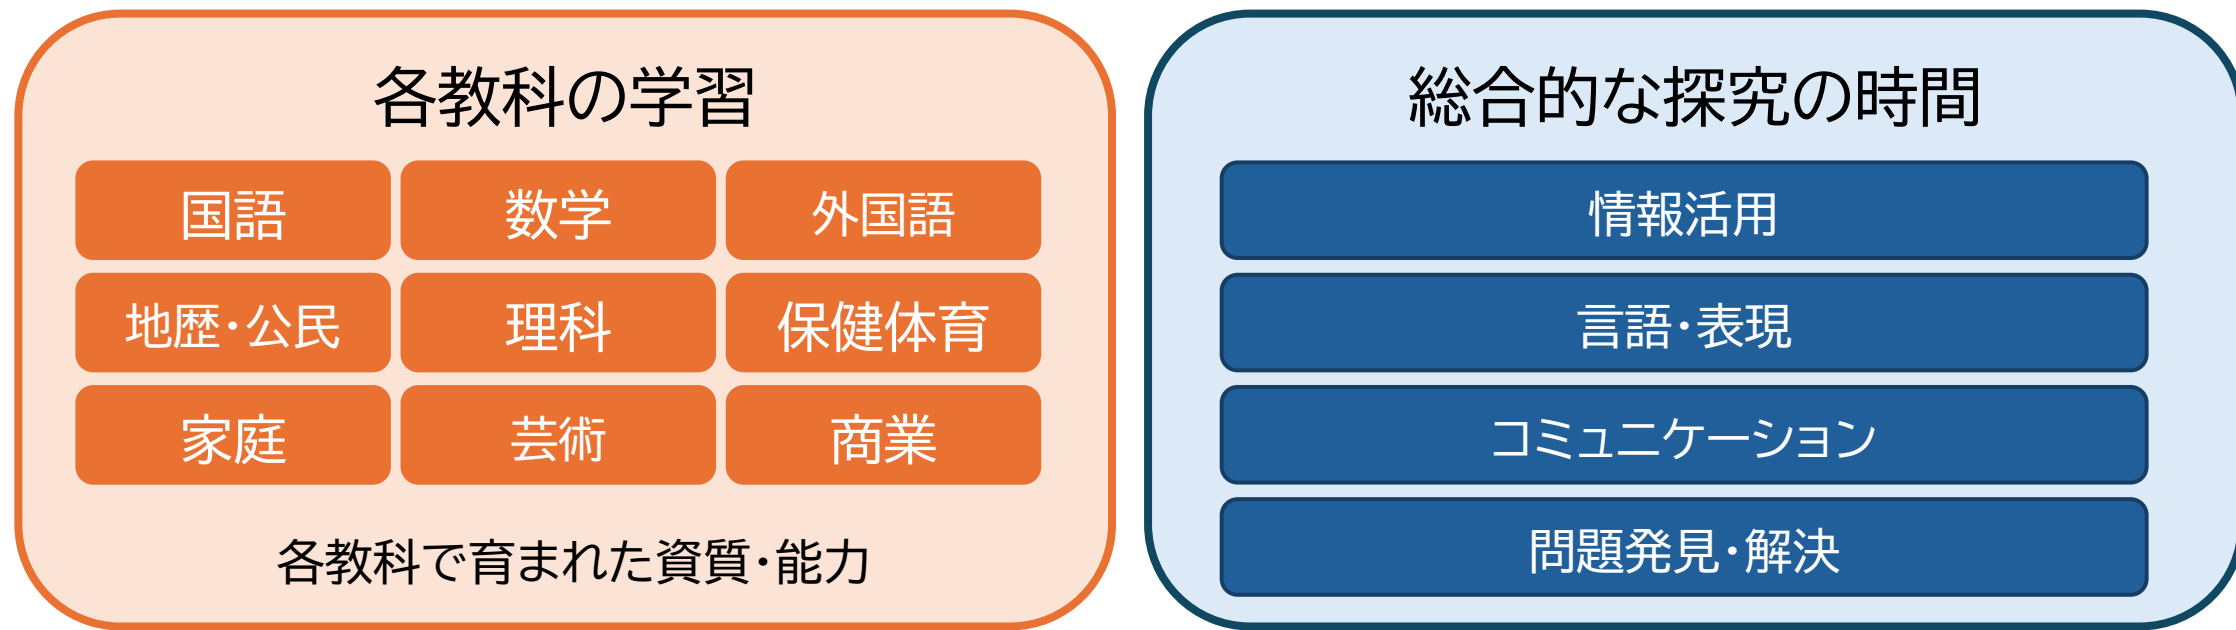 各教科の学習
国語
数学
外国語
地歴・公民
理科
保健体育
家庭
芸術
商業
各教科で育まれた資質・能力
総合的な探究の時間
情報活用
言語・表現
コミュニケーション
問題発見・解決